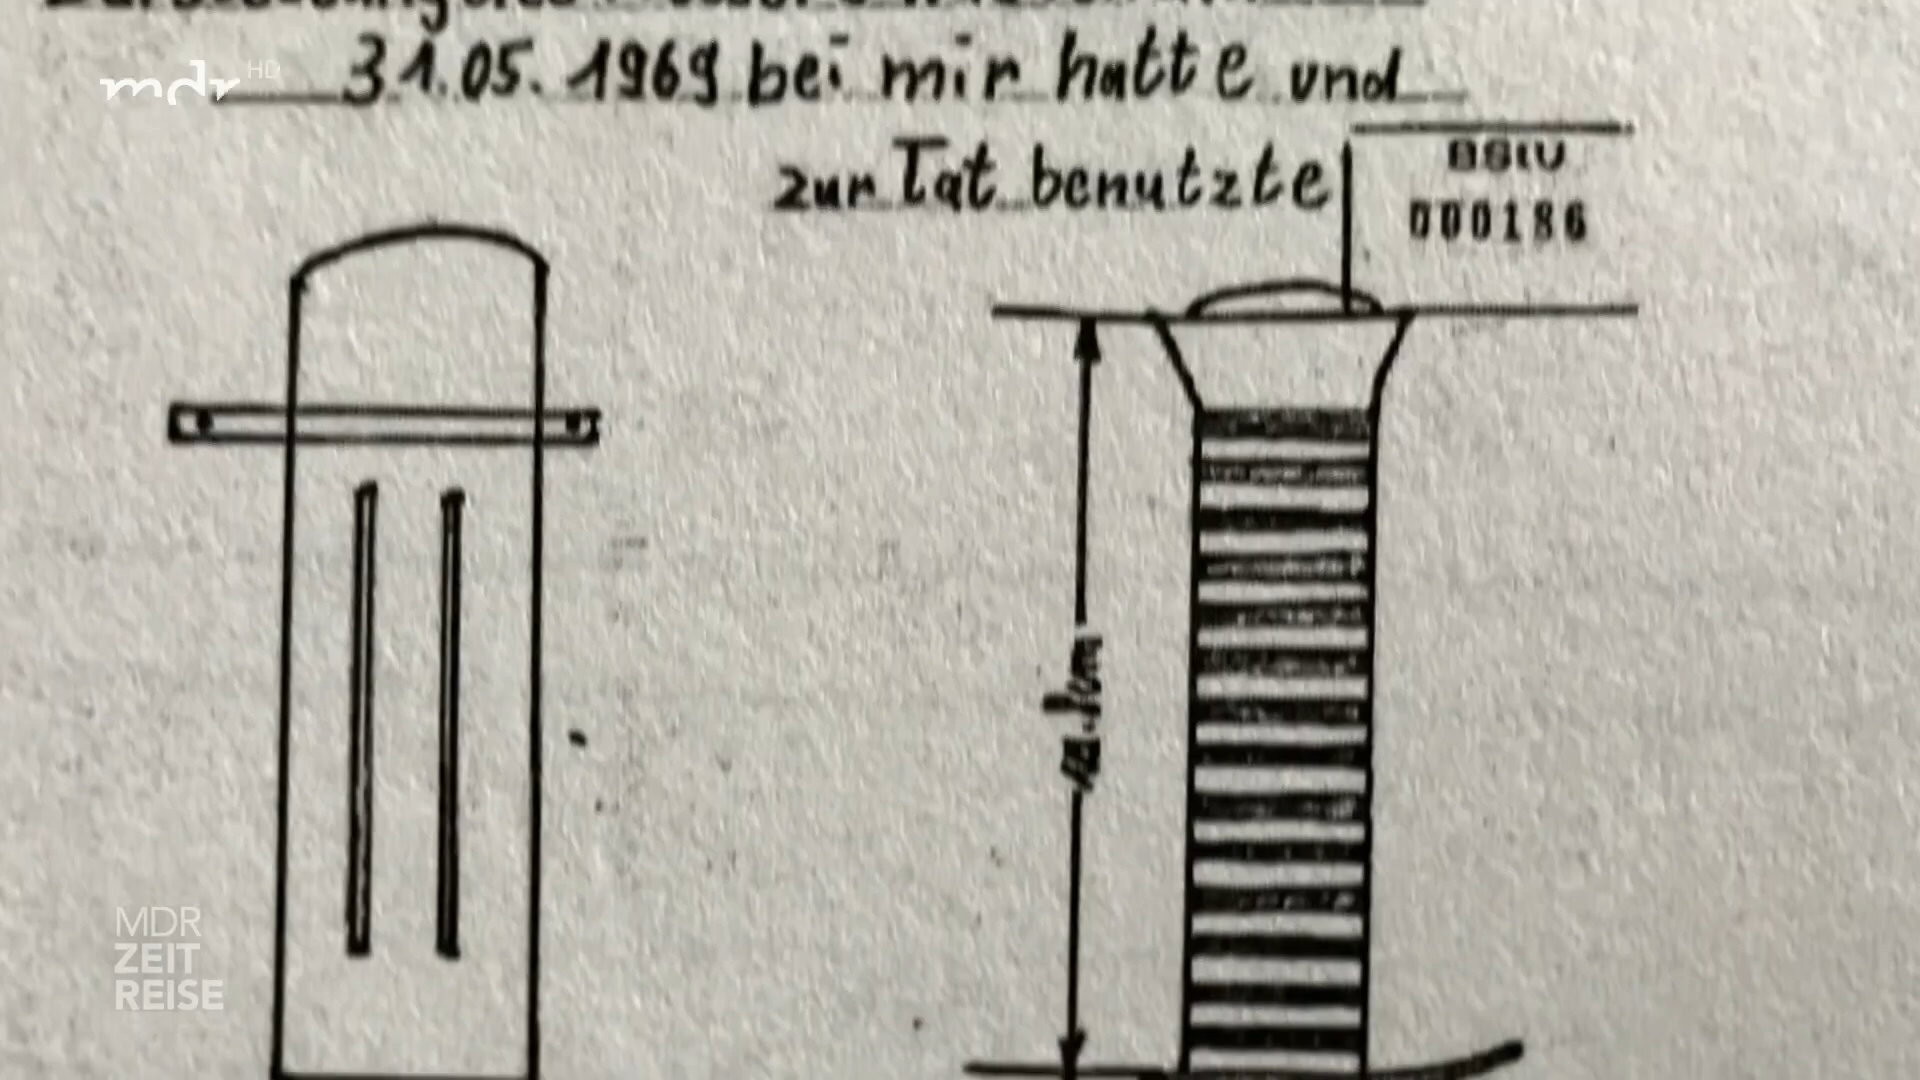 31.05.1969 bei mir hatte und
zur Tat benutzte
BStU
000186
mdr HD
MDR
ZEIT
REISE